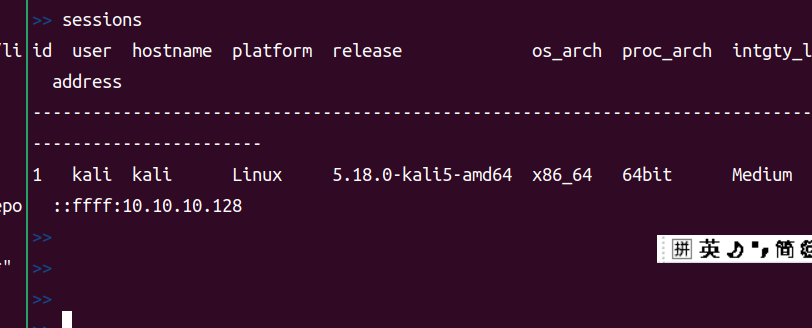 >> sessions
/li id user hostname platform release os_arch proc_arch intgty_l
address
--------------------------------------------------------------------------------
-----------------------
1 kali kali Linux 5.18.0-kali5-amd64 x86_64 64bit Medium
epo ::ffff:10.10.10.128
>>
拼 英 简
>>
"
>>
>>